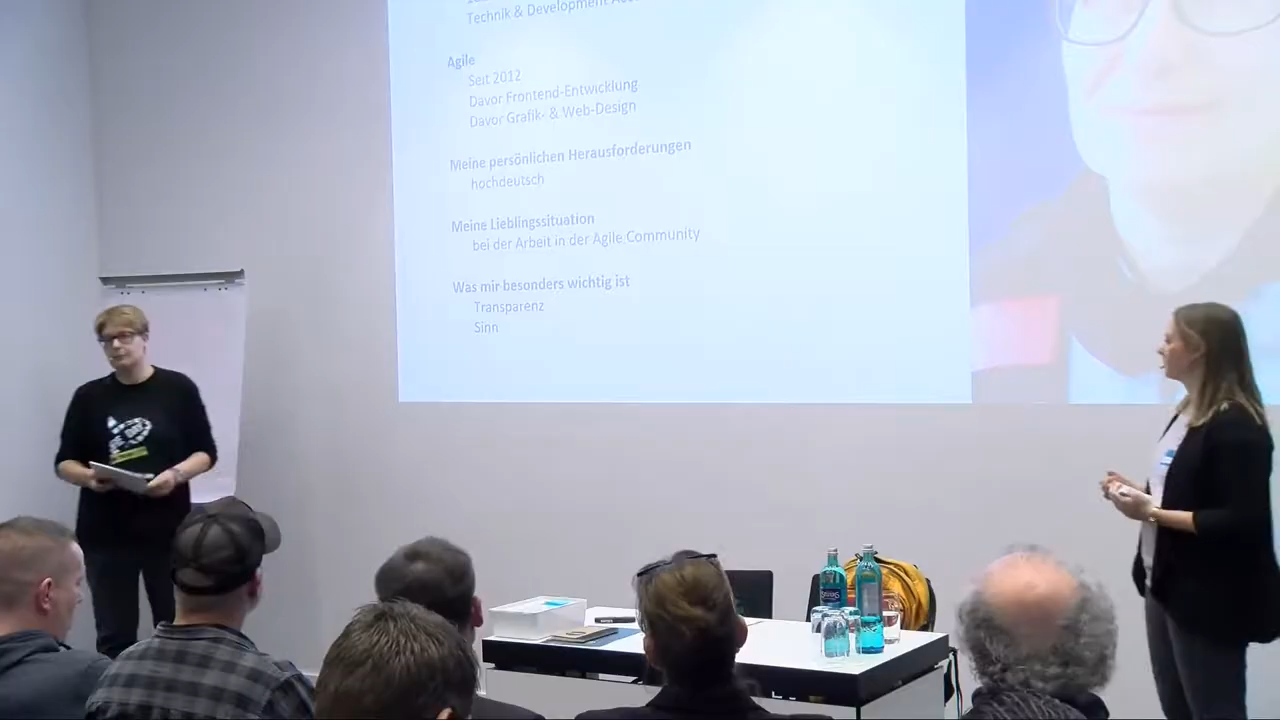 Technik & Development
Agile
Seit 2012
Davor Frontend-Entwicklung
Davor Grafik- & Web-Design
Meine persönlichen Herausforderungen
hochdeutsch
Meine Lieblingssituation
bei der Arbeit in der Agile Community
Was mir besonders wichtig ist
Transparenz
Sinn